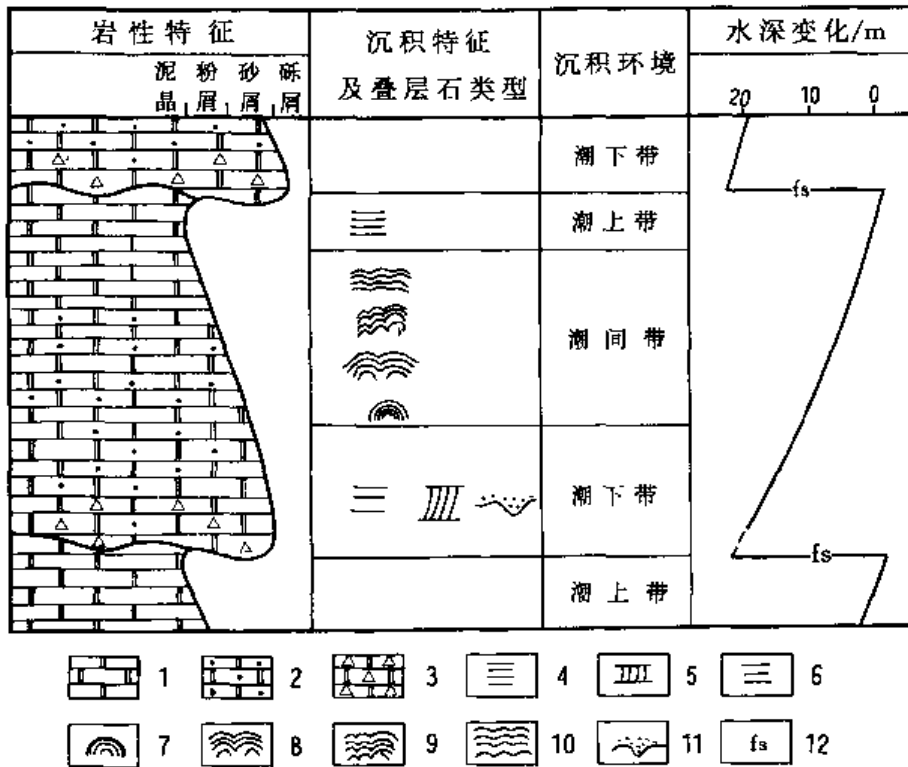 岩性特征
泥晶
粉屑
砂屑
砾屑
沉积特征
及叠层石类型
沉积环境
水深变化/m
20 10 0
潮下带
fs
潮上带
潮间带
潮下带
fs
潮上带
1 2 3 4 5 6
7 8 9 10 11 fs 12